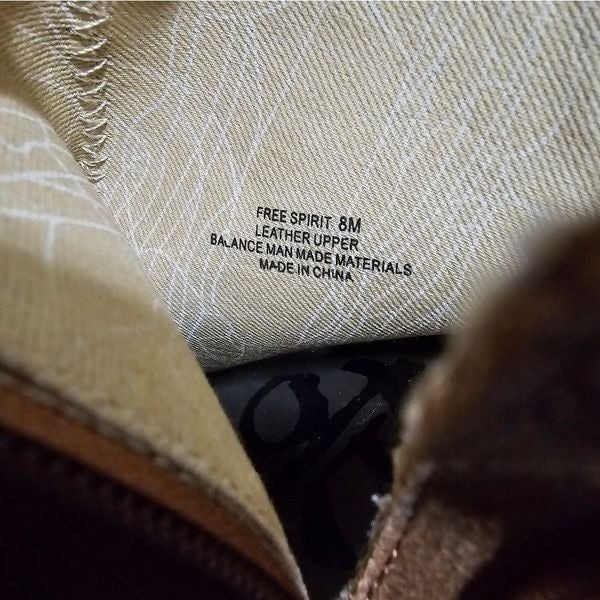 FREE SPIRIT 8M
LEATHER UPPER
BALANCE MAN MADE MATERIALS
MADE IN CHINA